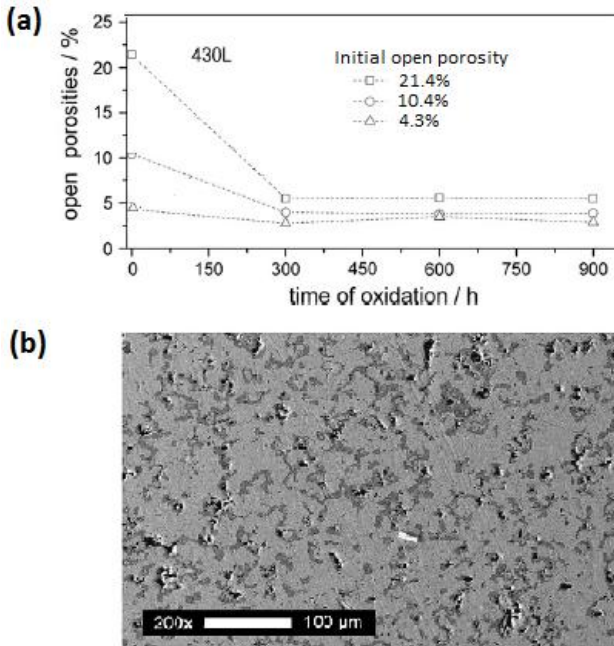 (a)
open porosities / %
25
20
15
10
5
0
430L
Initial open porosity
21.4%
10.4%
4.3%
0 150 300 450 600 750 900
time of oxidation / h
(b)
200x 100 µm